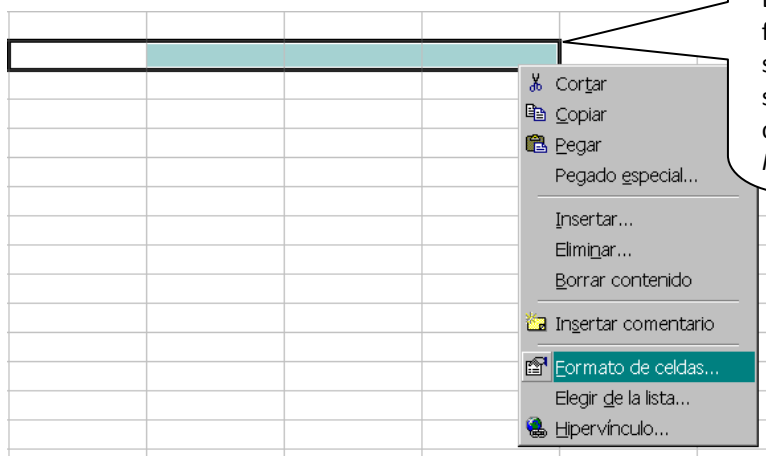 Cortar
Copiar
Pegar
Pegado especial...
Insertar...
Eliminar...
Borrar contenido
Insertar comentario
Formato de celdas...
Elegir de la lista...
Hipervínculo...